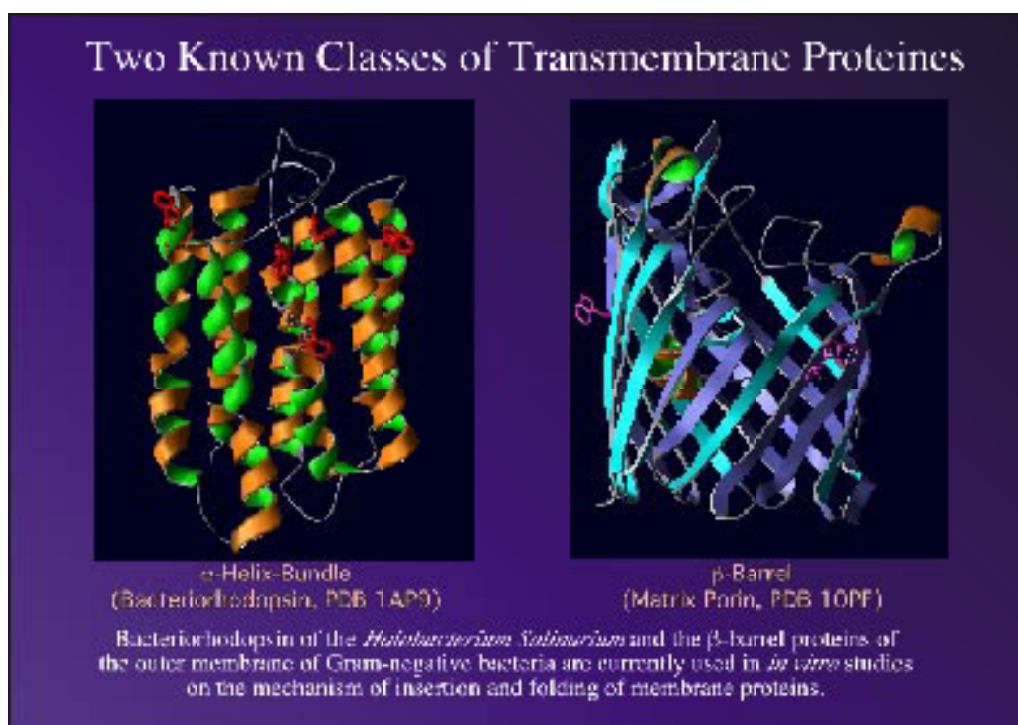 Two Known Classes of Transmembrane Proteines
α-Helix-Bundle
(Bacteriorhodopsin, PDB 1AP9)
β-Barrel
(Matrix Porin, PDB 1OPF)
Bacteriorhodopsin of the Halobacterium Salinarium and the β-barrel proteins of
the outer membrane of Gram-negative bacteria are currently used in in vitro studies
on the mechanism of insertion and folding of membrane proteins.